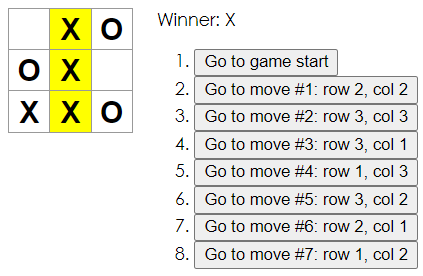 X O
O X
X X O
Winner: X
1. Go to game start
2. Go to move #1: row 2, col 2
3. Go to move #2: row 3, col 3
4. Go to move #3: row 3, col 1
5. Go to move #4: row 1, col 3
6. Go to move #5: row 3, col 2
7. Go to move #6: row 2, col 1
8. Go to move #7: row 1, col 2